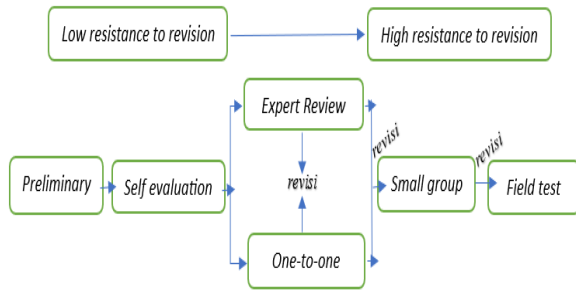 Low resistance to revision
High resistance to revision
Expert Review
revisi
revisi
Preliminary
Self evaluation
revisi
Small group
Field test
One-to-one